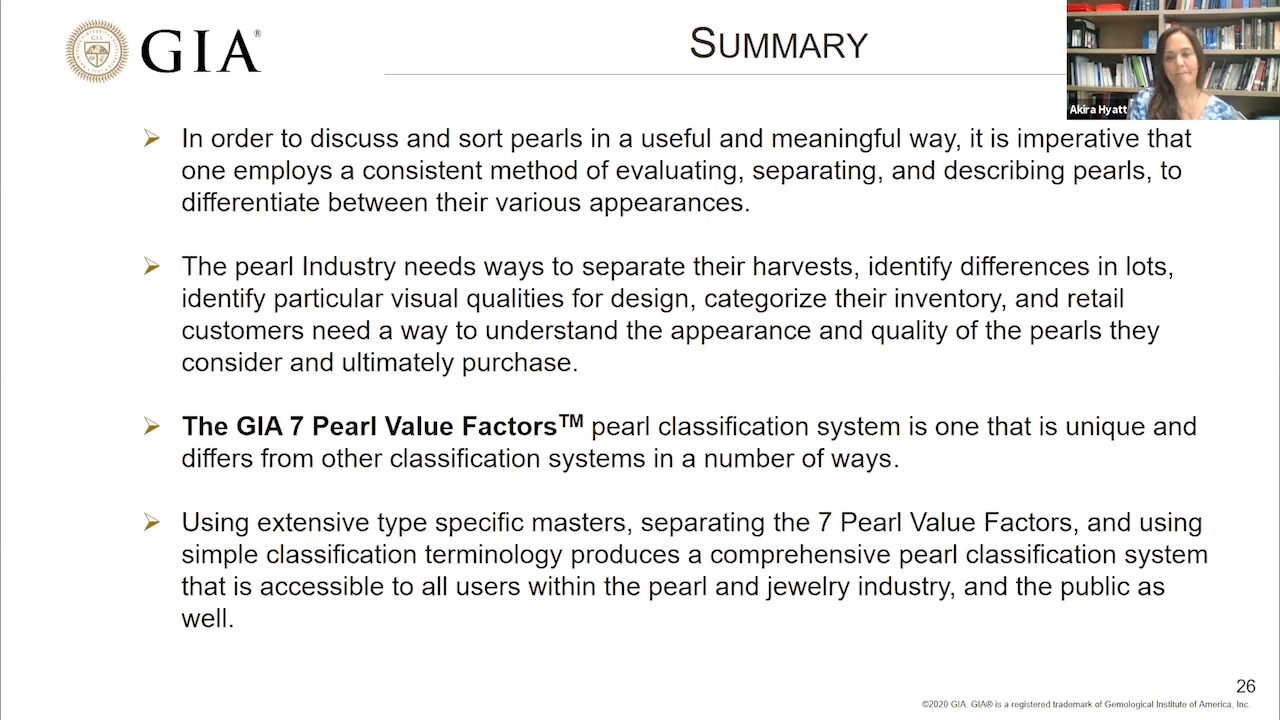 GIA®
GIA
SUMMARY
Akira Hyatt
In order to discuss and sort pearls in a useful and meaningful way, it is imperative that
one employs a consistent method of evaluating, separating, and describing pearls, to
differentiate between their various appearances.
The pearl Industry needs ways to separate their harvests, identify differences in lots,
identify particular visual qualities for design, categorize their inventory, and retail
customers need a way to understand the appearance and quality of the pearls they
consider and ultimately purchase.
The GIA 7 Pearl Value Factors™ pearl classification system is one that is unique and
differs from other classification systems in a number of ways.
Using extensive type specific masters, separating the 7 Pearl Value Factors, and using
simple classification terminology produces a comprehensive pearl classification system
that is accessible to all users within the pearl and jewelry industry, and the public as
well.
26
©2020 GIA. GIA® is a registered trademark of Gemological Institute of America, Inc.